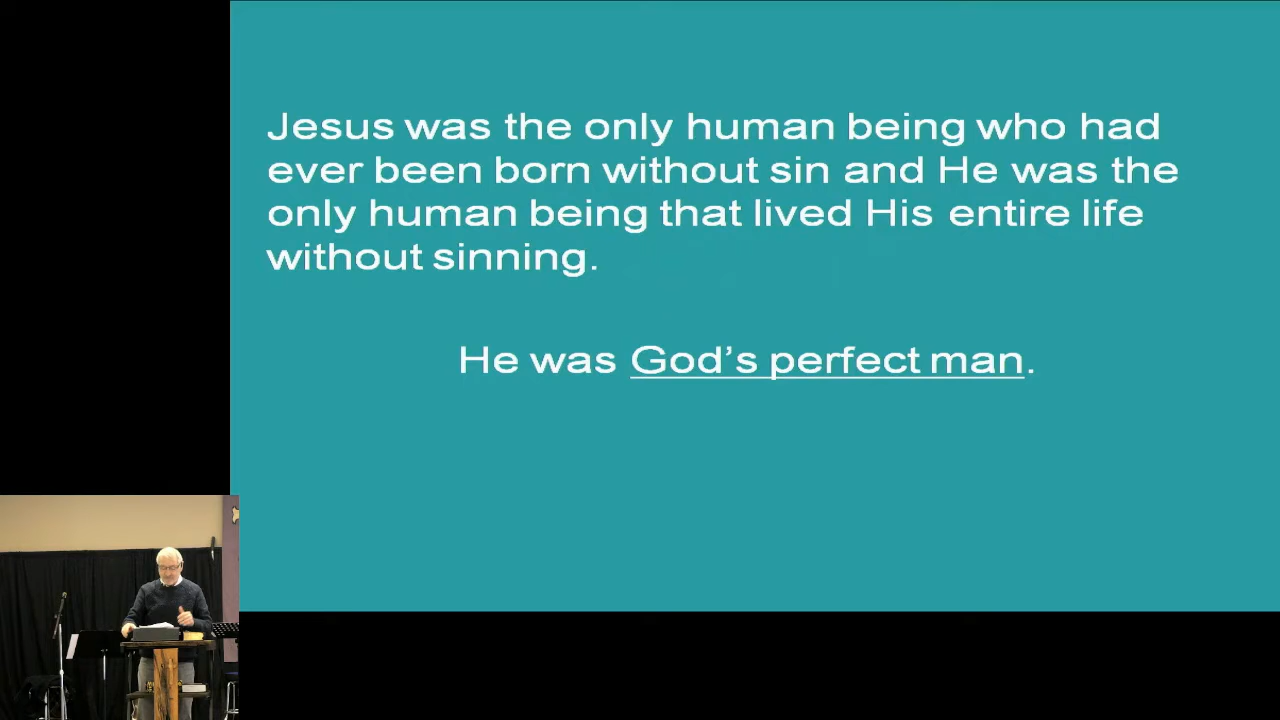 Jesus was the only human being who had
ever been born without sin and He was the
only human being that lived His entire life
without sinning.
He was God’s perfect man.